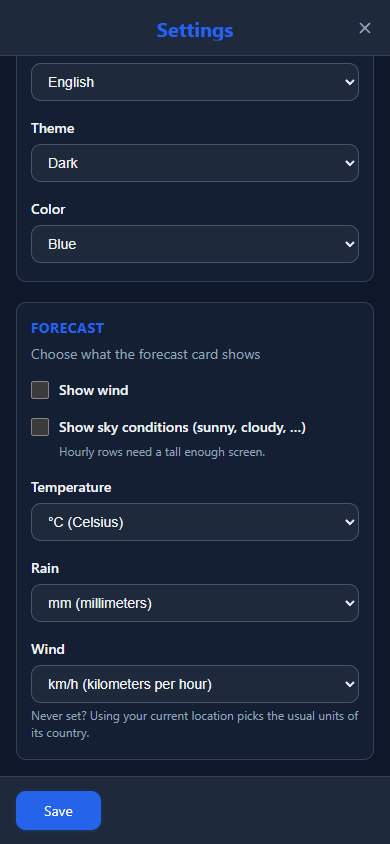 Settings
×
English
Theme
Dark
Color
Blue
FORECAST
Choose what the forecast card shows
Show wind
Show sky conditions (sunny, cloudy, ...)
Hourly rows need a tall enough screen.
Temperature
°C (Celsius)
Rain
mm (millimeters)
Wind
km/h (kilometers per hour)
Never set? Using your current location picks the usual units of
its country.
Save